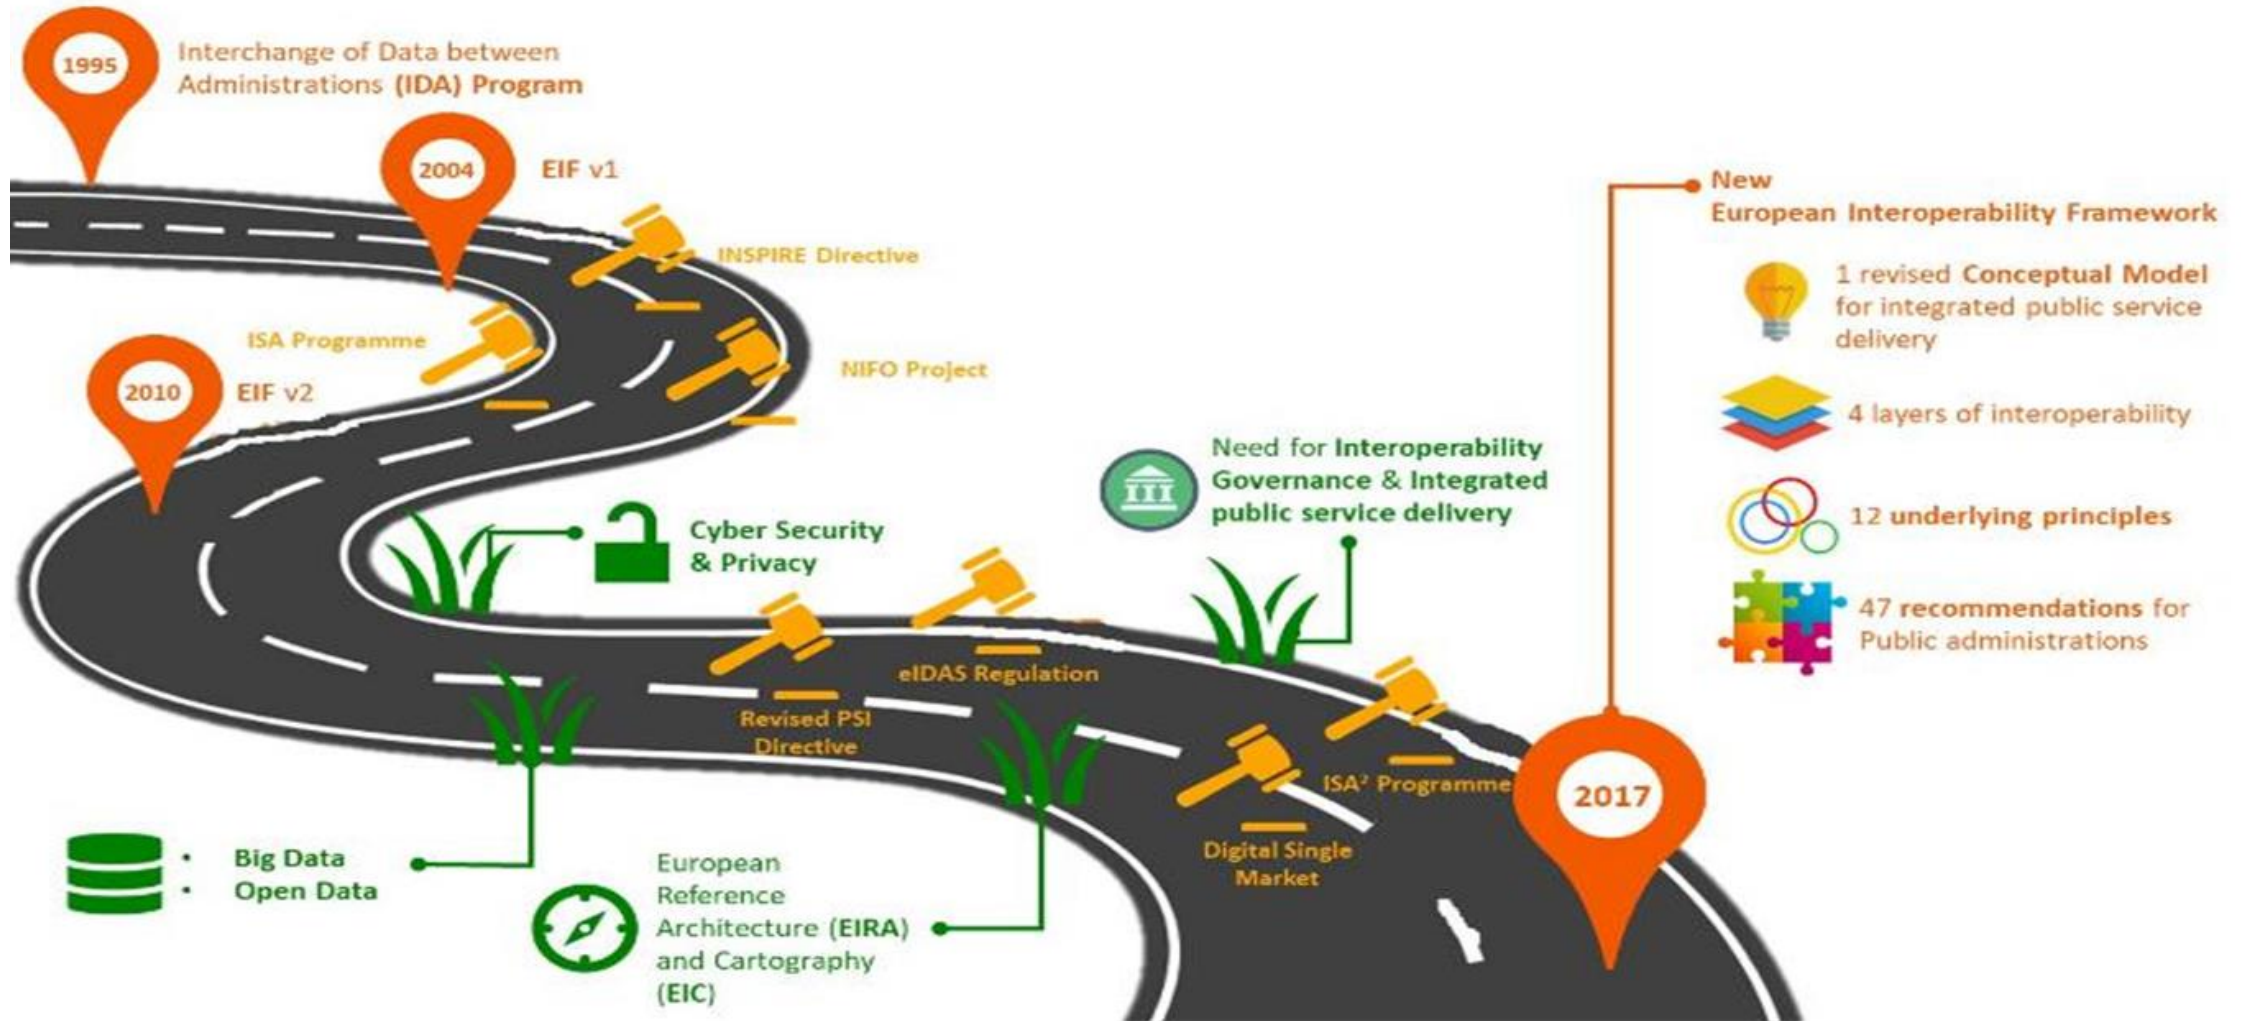 1995
Interchange of Data between
Administrations (IDA) Program
2004
EIF v1
INSPIRE Directive
ISA Programme
NIFO Project
2010
EIF v2
Cyber Security
& Privacy
Need for Interoperability
Governance & Integrated
public service delivery
eIDAS Regulation
Revised PSI
Directive
ISA² Programme
Digital Single
Market
• Big Data
• Open Data
European
Reference
Architecture (EIRA)
and Cartography
(EIC)
2017
New
European Interoperability Framework
1 revised Conceptual Model
for integrated public service
delivery
4 layers of interoperability
12 underlying principles
47 recommendations for
Public administrations